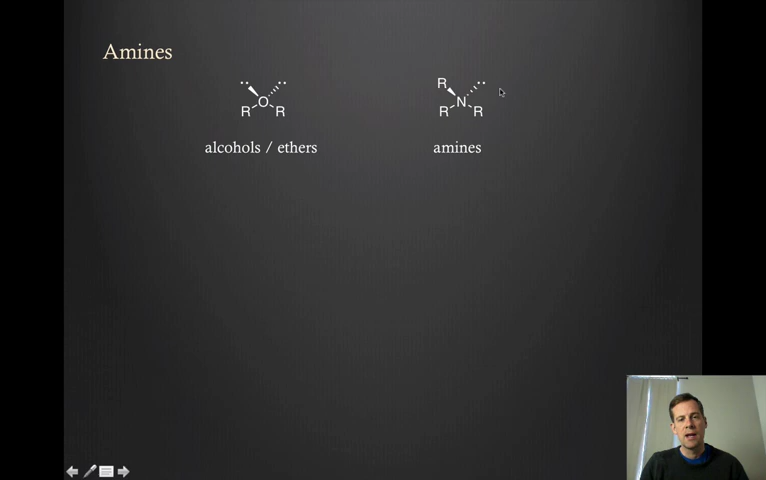 Amines
R O R
R N R R
alcohols / ethers
amines